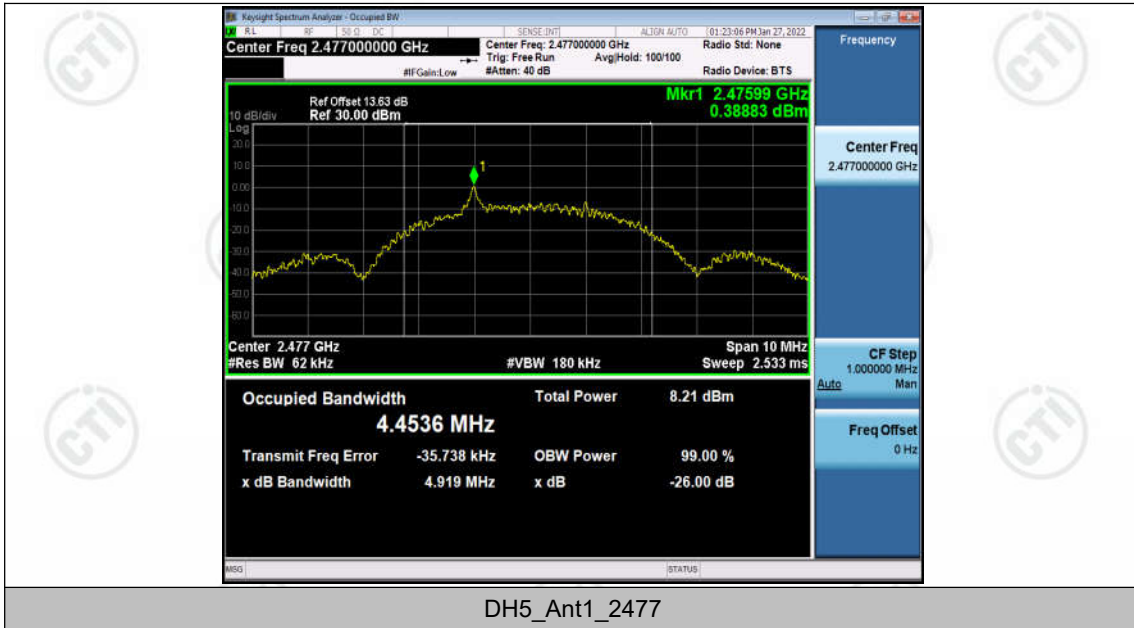 Keysight Spectrum Analyzer - Occupied BW
RL RF 50 Ω DC SENSE:INT ALIGN AUTO 01:23:06 PM Jan 27, 2022
Center Freq 2.477000000 GHz
Center Freq: 2.477000000 GHz
Radio Std: None
Trig: Free Run Avg|Hold: 100/100
#IFGain:Low #Atten: 40 dB
Radio Device: BTS
Frequency
Mkr1 2.47599 GHz
0.38883 dBm
Ref Offset 13.63 dB
10 dB/div Ref 30.00 dBm
Log
20.0
10.0
0.00
-10.0
-20.0
-30.0
-40.0
-50.0
-60.0
1
Center 2.477 GHz Span 10 MHz
#Res BW 62 kHz #VBW 180 kHz Sweep 2.533 ms
Center Freq
2.477000000 GHz
CF Step
1.000000 MHz
Auto Man
Freq Offset
0 Hz
Occupied Bandwidth Total Power 8.21 dBm
4.4536 MHz
Transmit Freq Error -35.738 kHz OBW Power 99.00 %
x dB Bandwidth 4.919 MHz x dB -26.00 dB
MSG STATUS
DH5_Ant1_2477
CTI
CTI
CTI
CTI